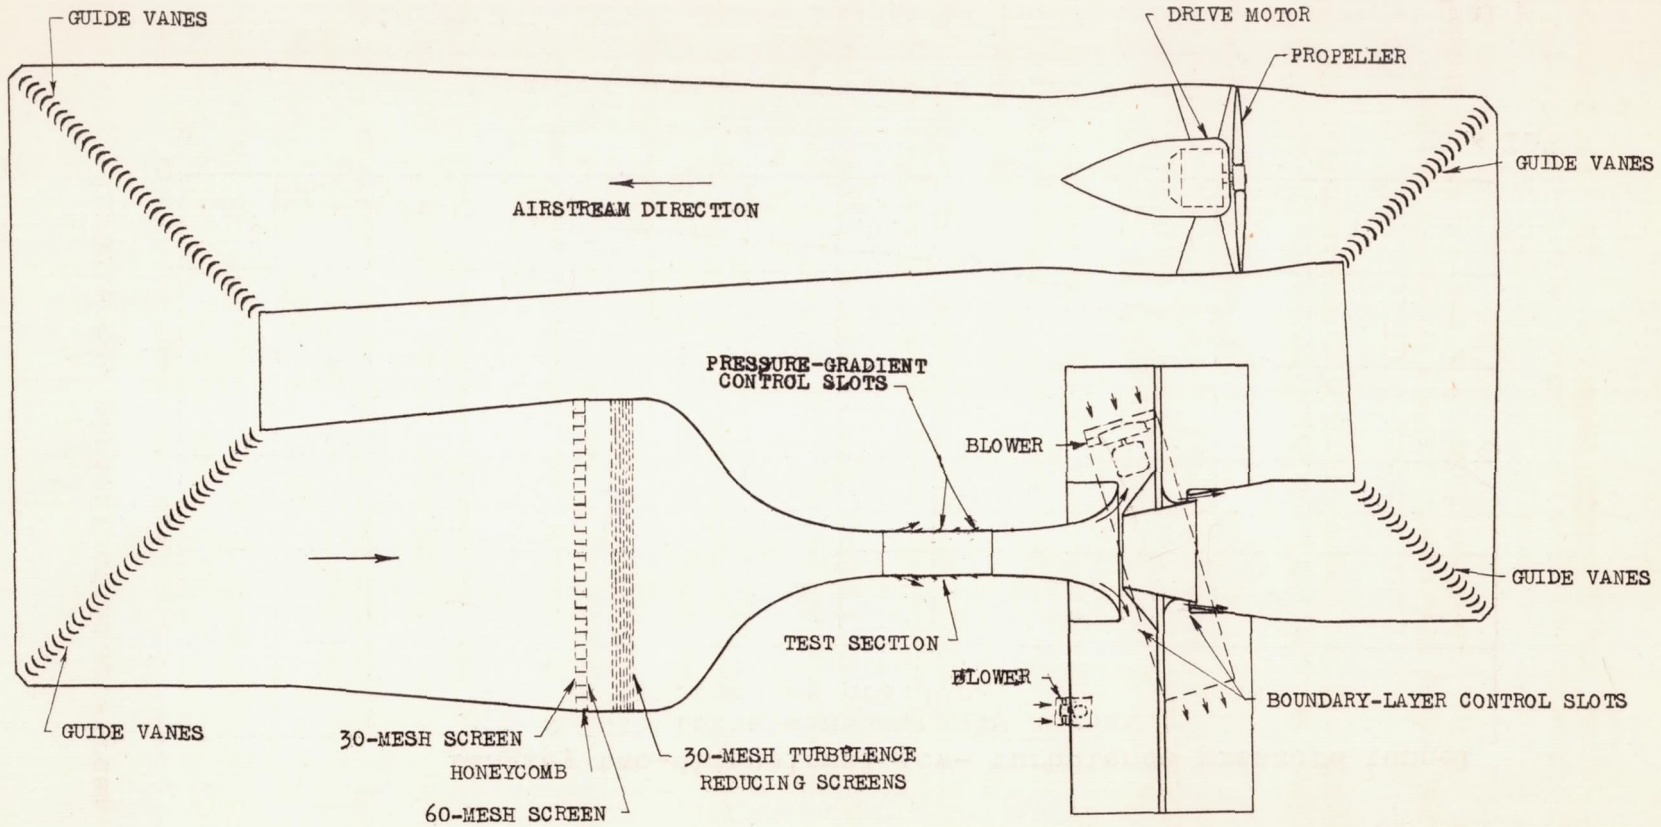 GUIDE VANES
DRIVE MOTOR
PROPELLER
GUIDE VANES
AIRSTREAM DIRECTION
PRESSURE-GRADIENT
CONTROL SLOTS
BLOWER
GUIDE VANES
TEST SECTION
BLOWER
BOUNDARY-LAYER CONTROL SLOTS
GUIDE VANES
30-MESH SCREEN
HONEYCOMB
60-MESH SCREEN
30-MESH TURBULENCE
REDUCING SCREENS